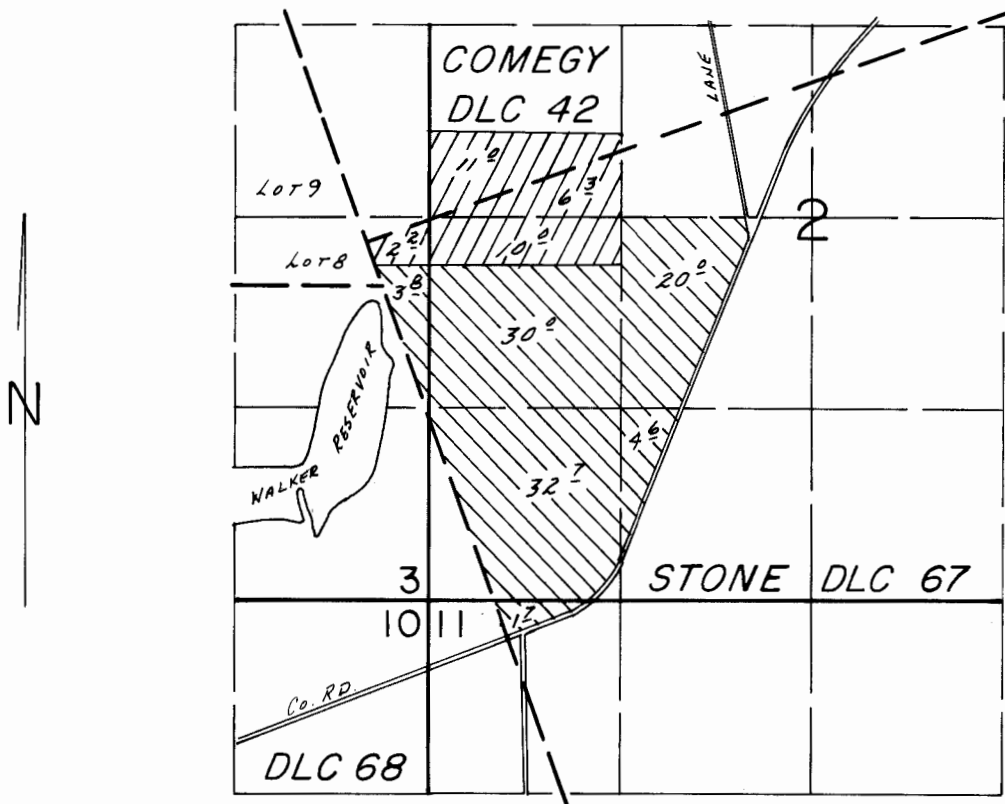 COMEGY
DLC 42
LANE
11 0
6 3
LOT 9
2
2 2
10 0
LOT 8
3 8
20 0
30 0
N
WALKER RESERVOIR
4 6
32 7
3
STONE DLC 67
10 11
1 7
Co. RD.
DLC 68